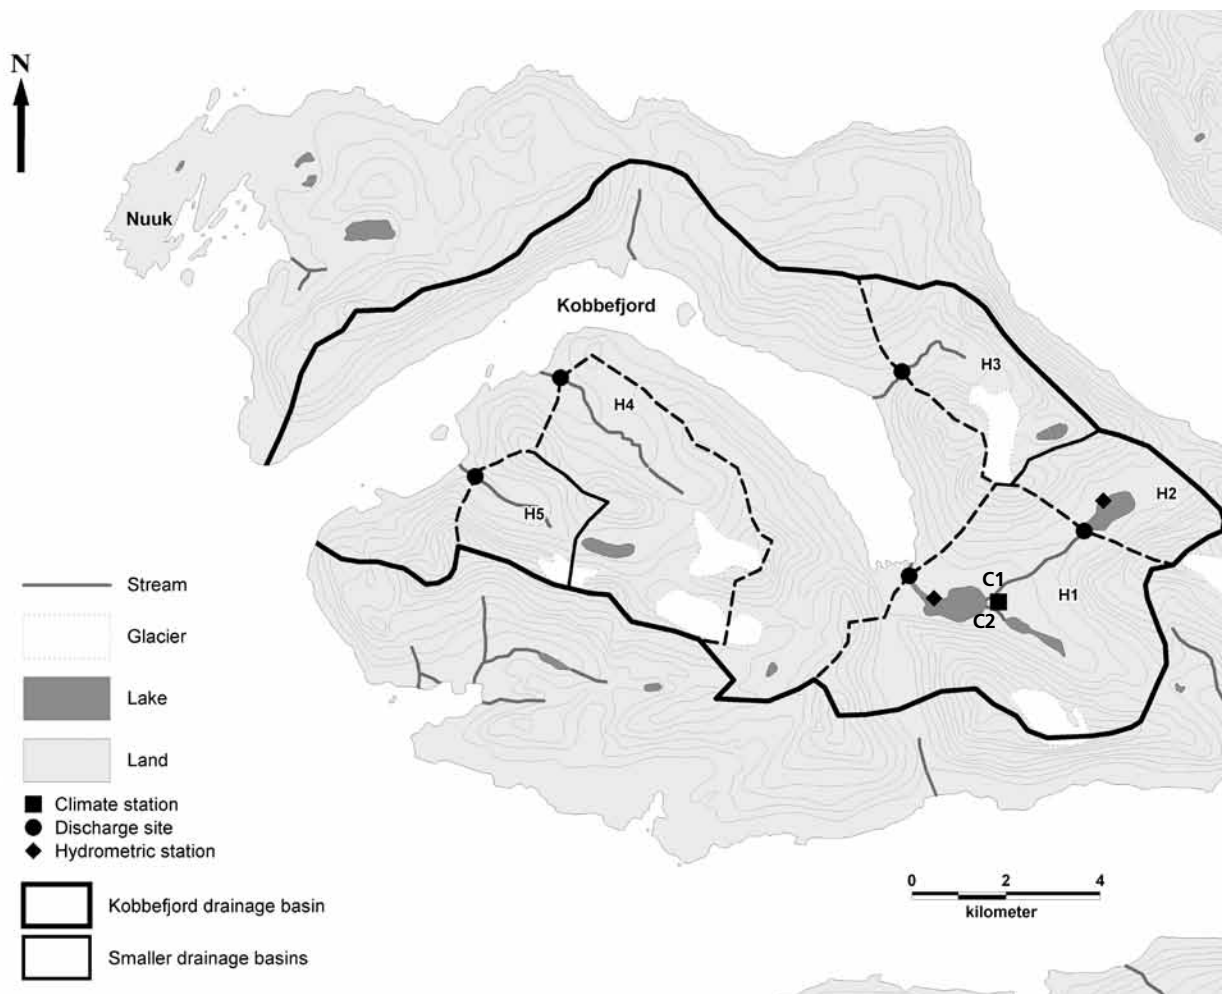 N
Nuuk
Kobbefjord
H3
H4
H2
H5
C1
H1
C2
Stream
Glacier
Lake
Land
Climate station
Discharge site
Hydrometric station
Kobbefjord drainage basin
Smaller drainage basins
0 2 4
kilometer